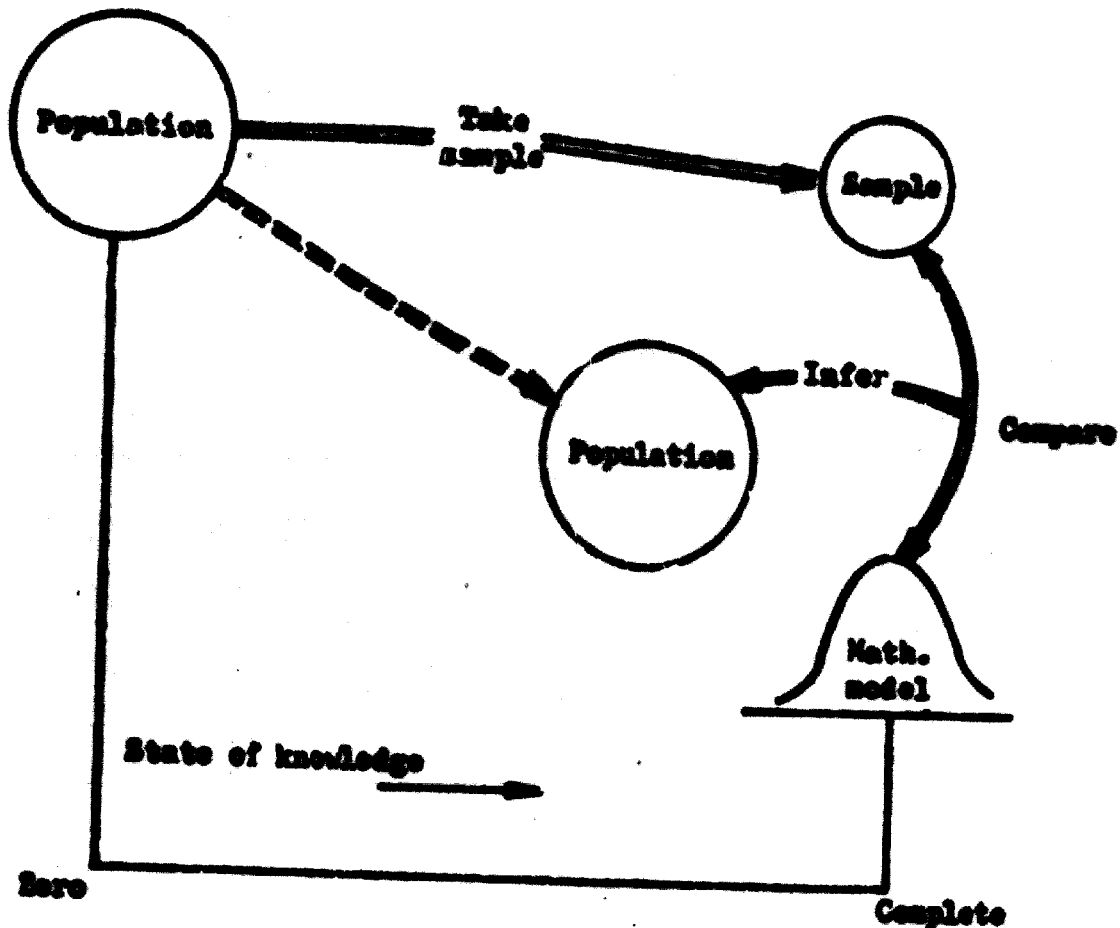 Population
Take
sample
Sample
Infer
Compare
Population
Math.
model
State of knowledge
Zero
Complete